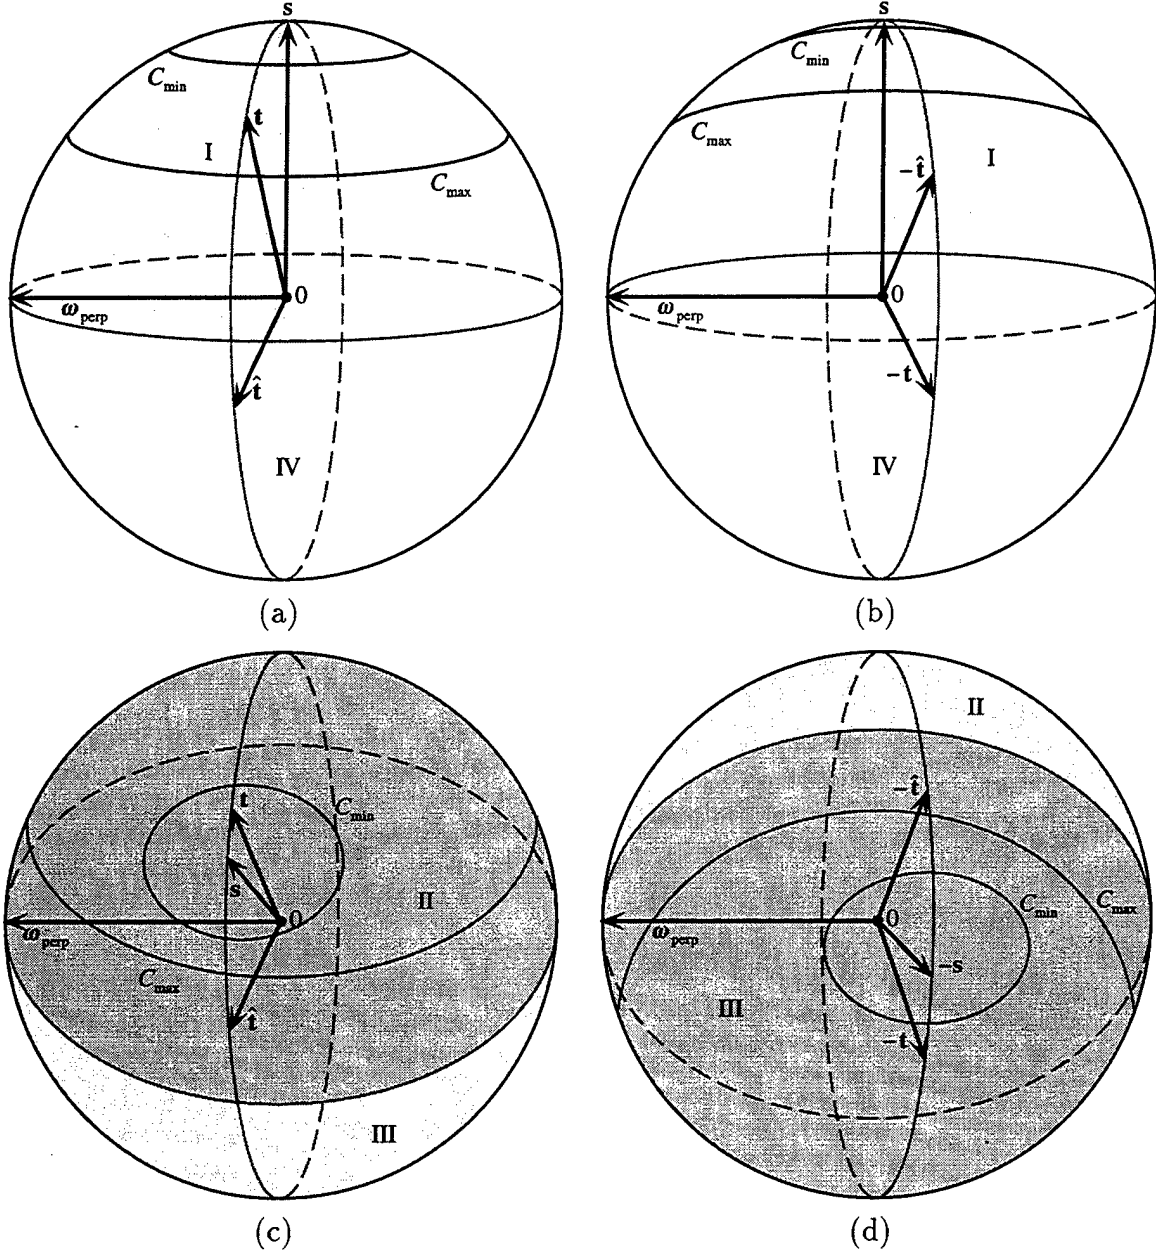 s
C_min
t
I
C_max
0
ω_perp
t̂
IV
(a)
s
C_min
C_max
−t̂
I
0
ω_perp
−t
IV
(b)
t
C_min
s
II
0
ω_perp
C_max
t̂
III
(c)
II
−t̂
C_min
C_max
0
ω_perp
−s
III
−t
(d)